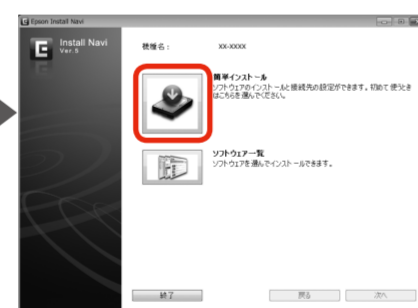 Epson Install Navi
Install Navi
Ver.5
機種名： XX-XXXX
簡単インストール
ソフトウェアのインストールと接続先の設定ができます。初めて使うとき
はこちらを選んでください。
ソフトウェア一覧
ソフトウェアを選んでインストールできます。
終了
戻る
次へ